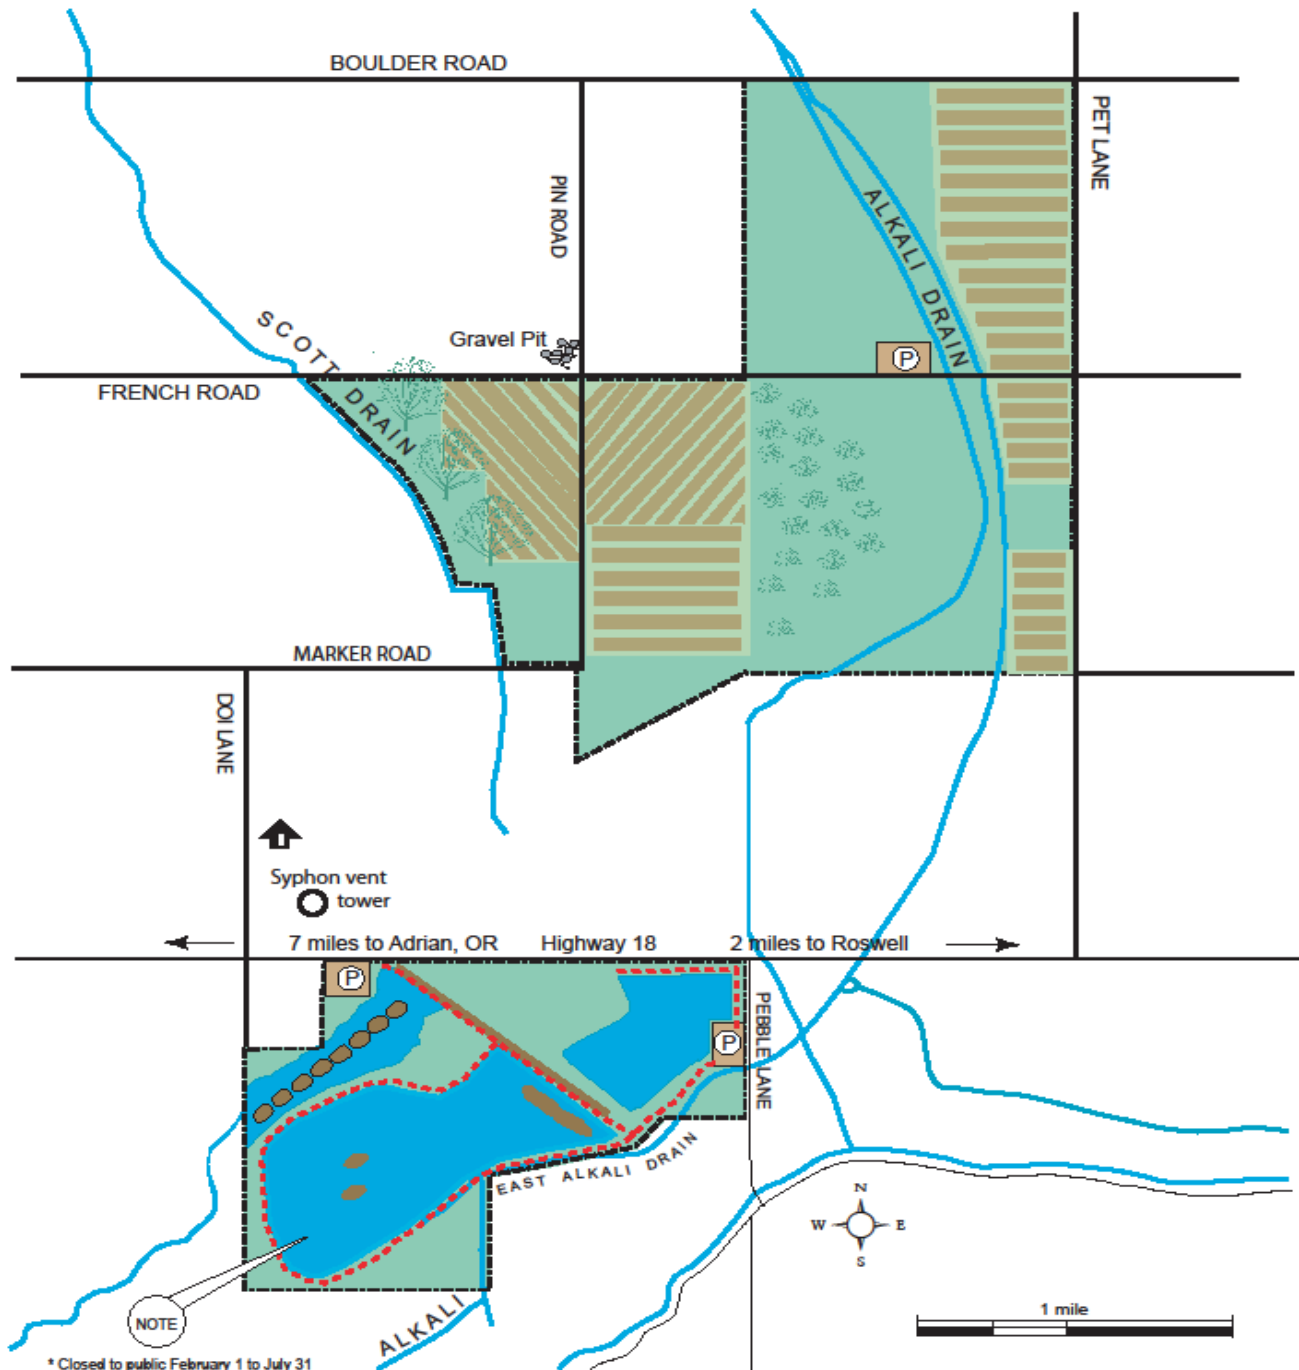 BOULDER ROAD
PET LANE
PIN ROAD
ALKALI DRAIN
SCOTT DRAIN
Gravel Pit
P
FRENCH ROAD
MARKER ROAD
DOI LANE
Syphon vent
tower
7 miles to Adrian, OR Highway 18 2 miles to Roswell
P
PEBBLE LANE
P
EAST ALKALI DRAIN
N
W E
S
NOTE
ALKALI
1 mile
* Closed to public February 1 to July 31